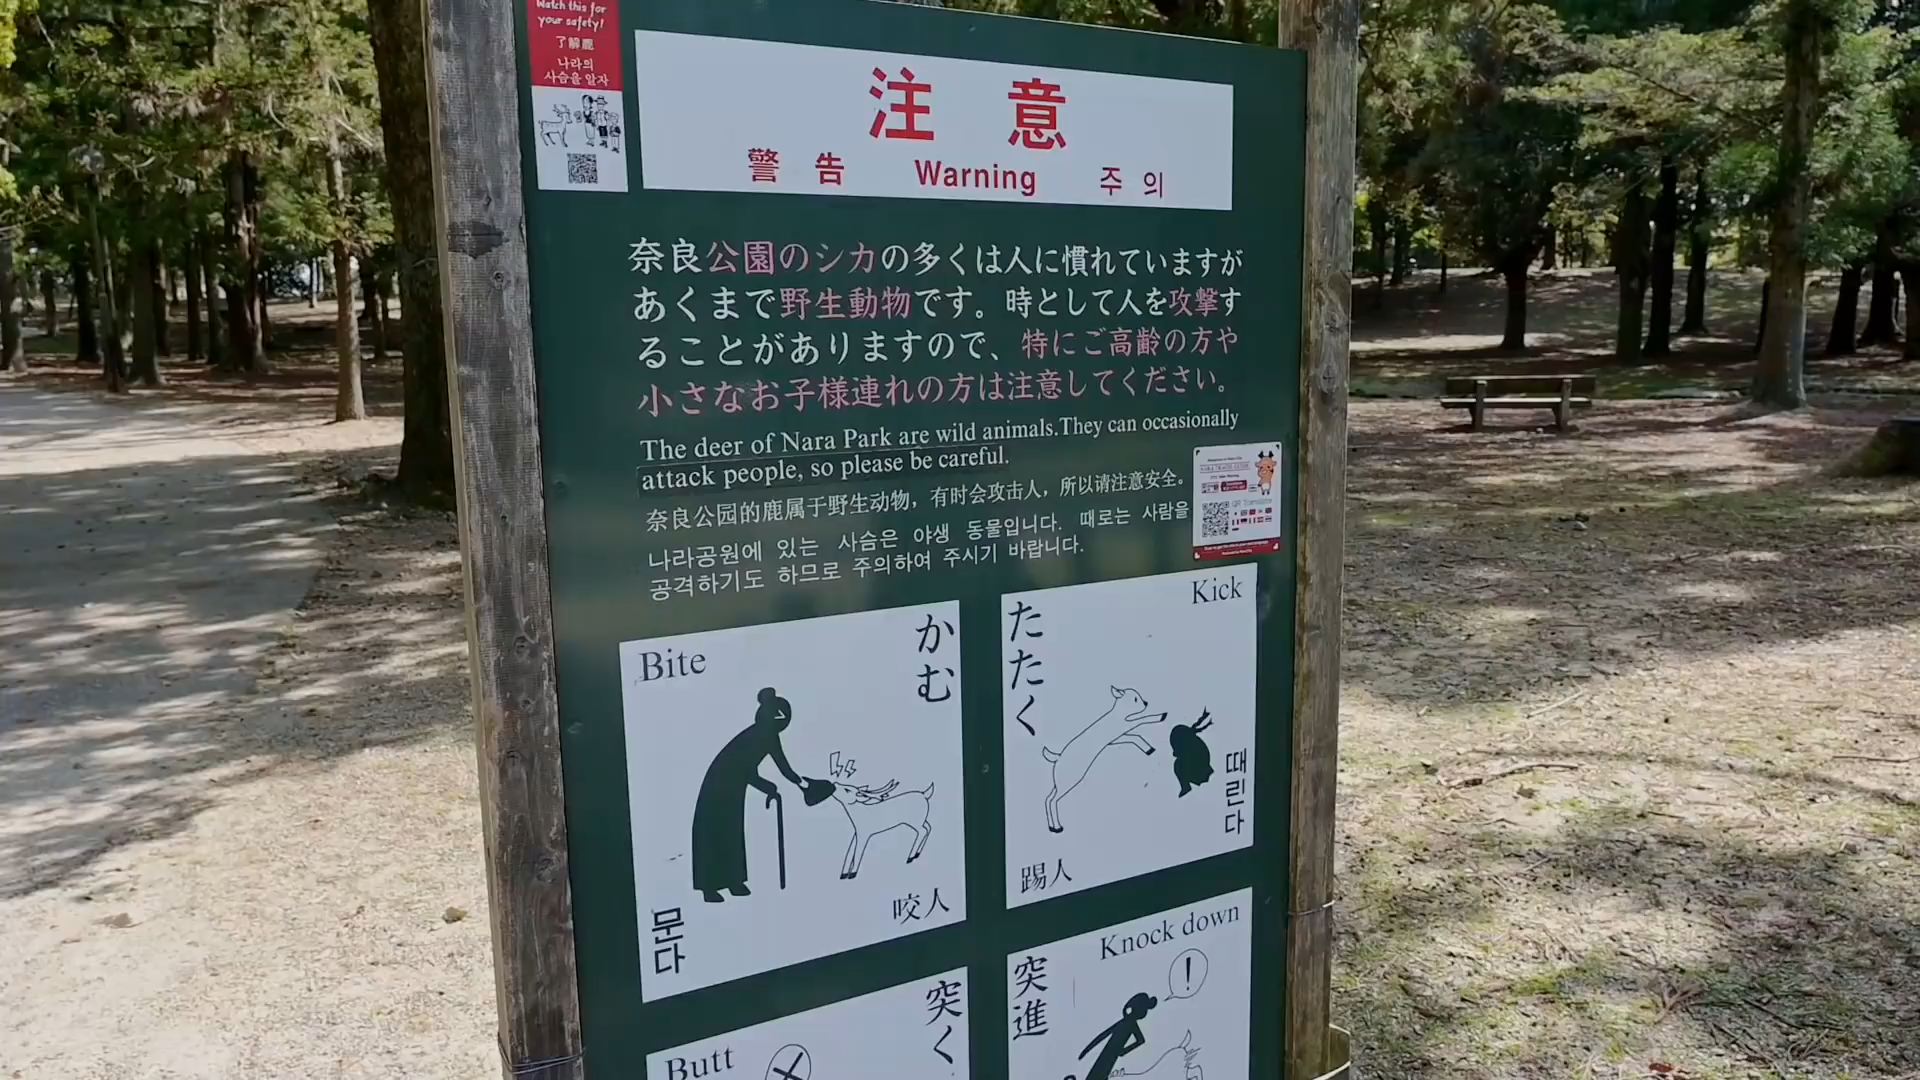 Watch this for
your safety!
了解鹿
나라의
사슴을 알자
注意
警告 Warning 주의
奈良公園のシカの多くは人に慣れていますが
あくまで野生動物です。時として人を攻撃す
ることがありますので、特にご高齢の方や
小さなお子様連れの方は注意してください。
The deer of Nara Park are wild animals.They can occasionally
attack people, so please be careful.
奈良公园的鹿属于野生动物，有时会攻击人，所以请注意安全。
나라공원에 있는 사슴은 야생 동물입니다. 때로는 사람을
공격하기도 하므로 주의하여 주시기 바랍니다.
Bite
かむ
문다
咬人
Kick
たたく
때린다
踢人
Butt
突く
Knock down
突進
!